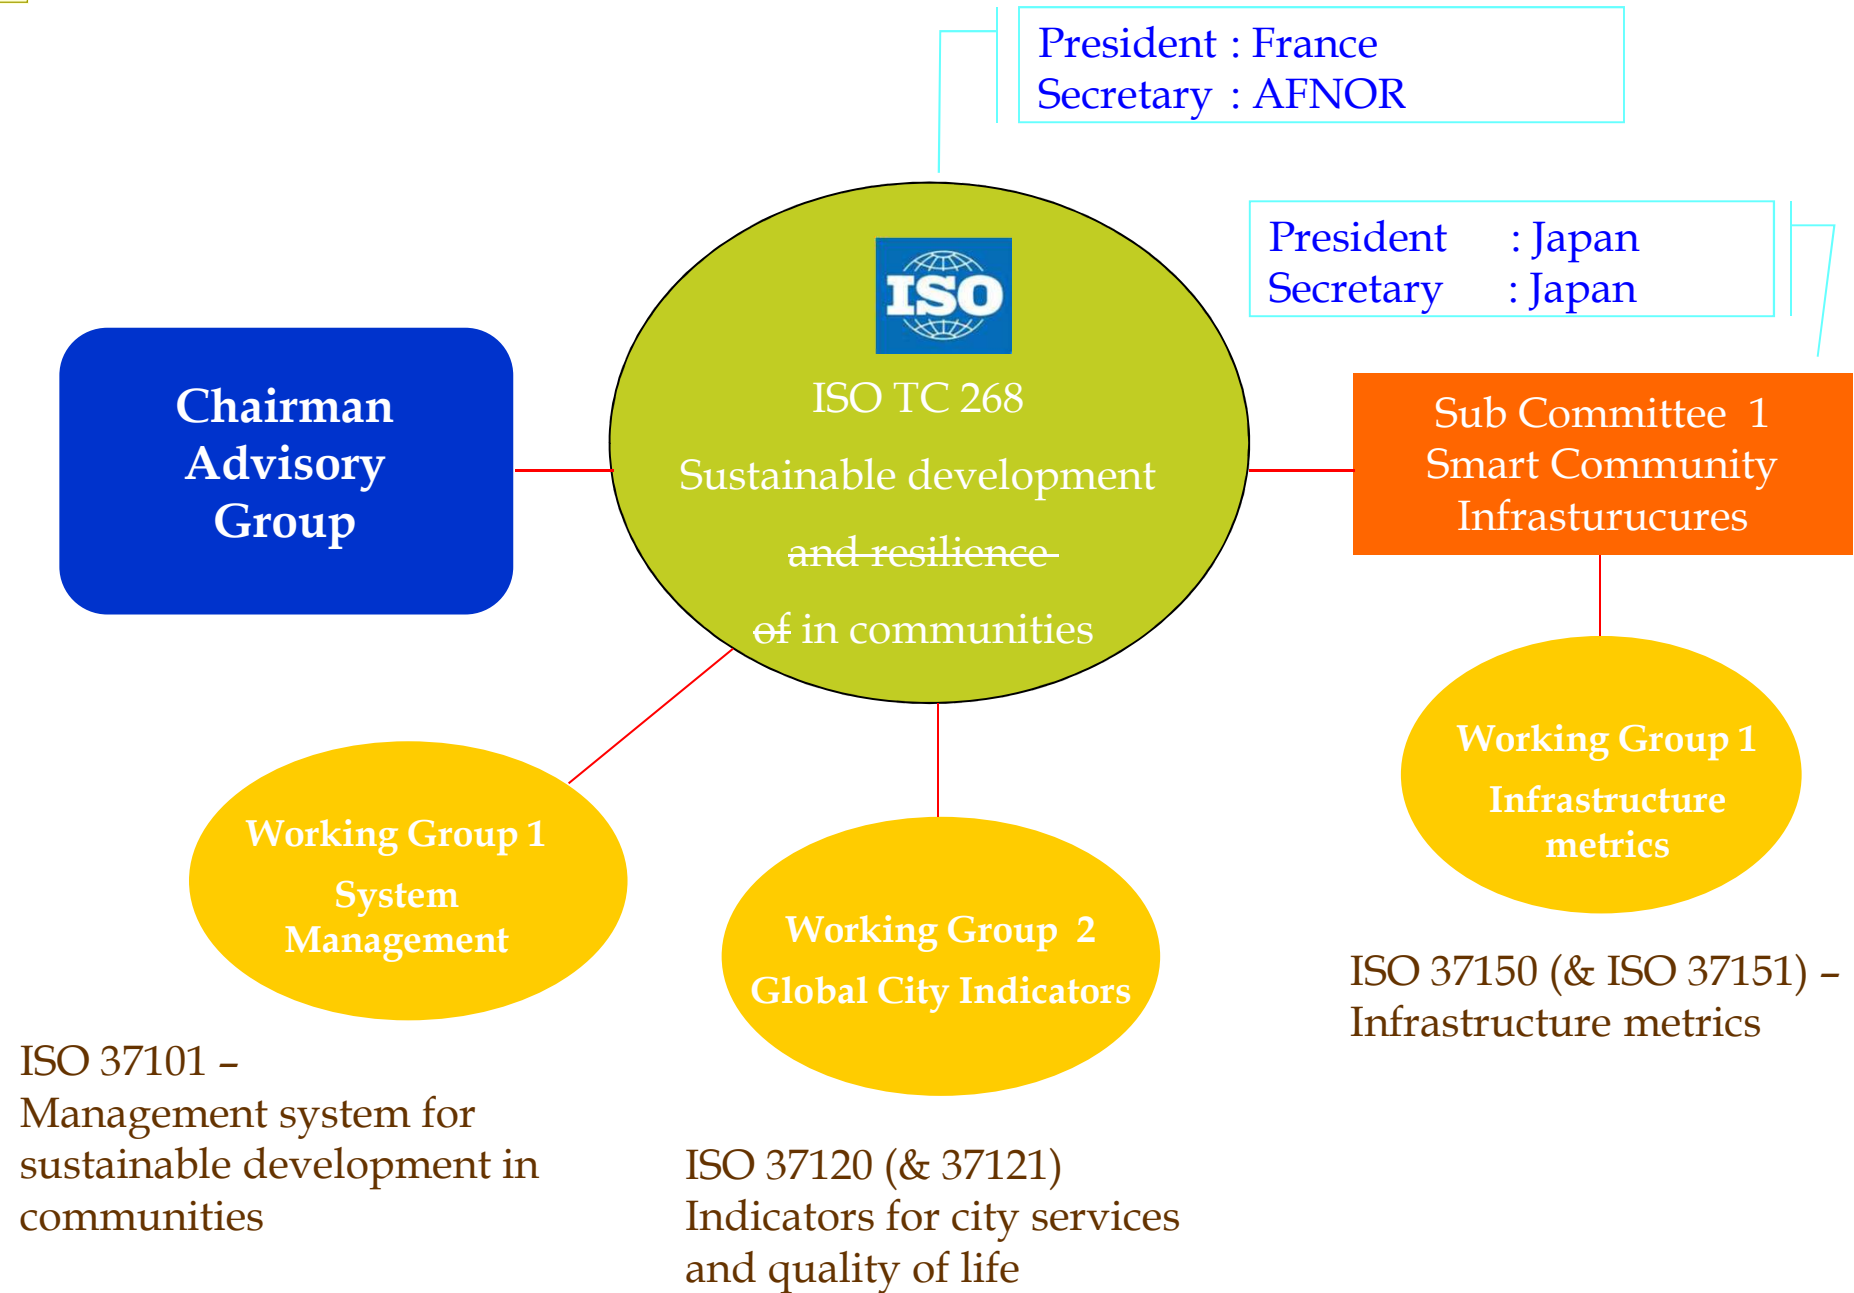 President : France
Secretary : AFNOR
President : Japan
Secretary : Japan
ISO
ISO TC 268
Sustainable development
and resilience
of in communities
Chairman
Advisory
Group
Sub Committee 1
Smart Community
Infrasturucures
Working Group 1
System
Management
Working Group 2
Global City Indicators
Working Group 1
Infrastructure
metrics
ISO 37150 (& ISO 37151) –
Infrastructure metrics
ISO 37101 –
Management system for
sustainable development in
communities
ISO 37120 (& 37121)
Indicators for city services
and quality of life